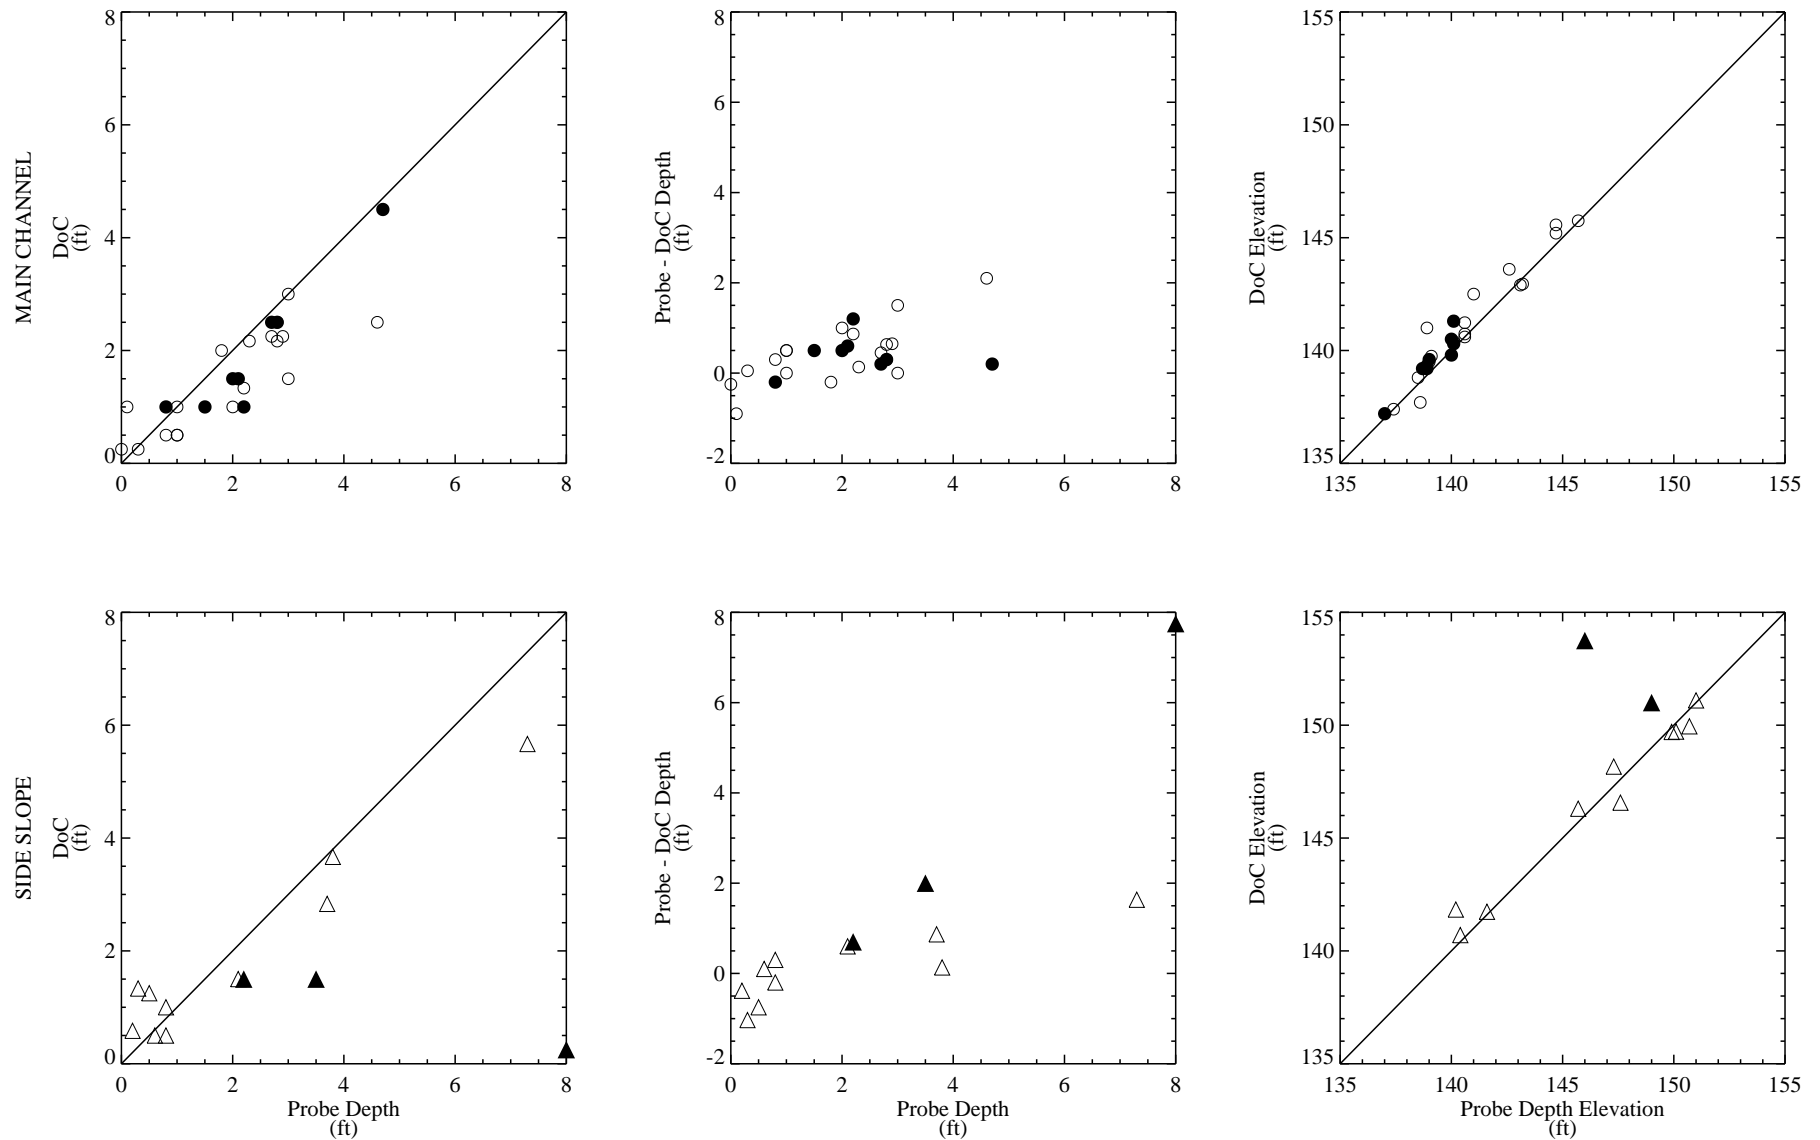 MAIN CHANNEL
DoC
(ft)
8
6
4
2
0
0 2 4 6 8
Probe - DoC Depth
(ft)
8
6
4
2
0
-2
0 2 4 6 8
DoC Elevation
(ft)
155
150
145
140
135
135 140 145 150 155
SIDE SLOPE
DoC
(ft)
8
6
4
2
0
0 2 4 6 8
Probe Depth
(ft)
Probe - DoC Depth
(ft)
8
6
4
2
0
-2
0 2 4 6 8
Probe Depth
(ft)
DoC Elevation
(ft)
155
150
145
140
135
135 140 145 150 155
Probe Depth Elevation
(ft)